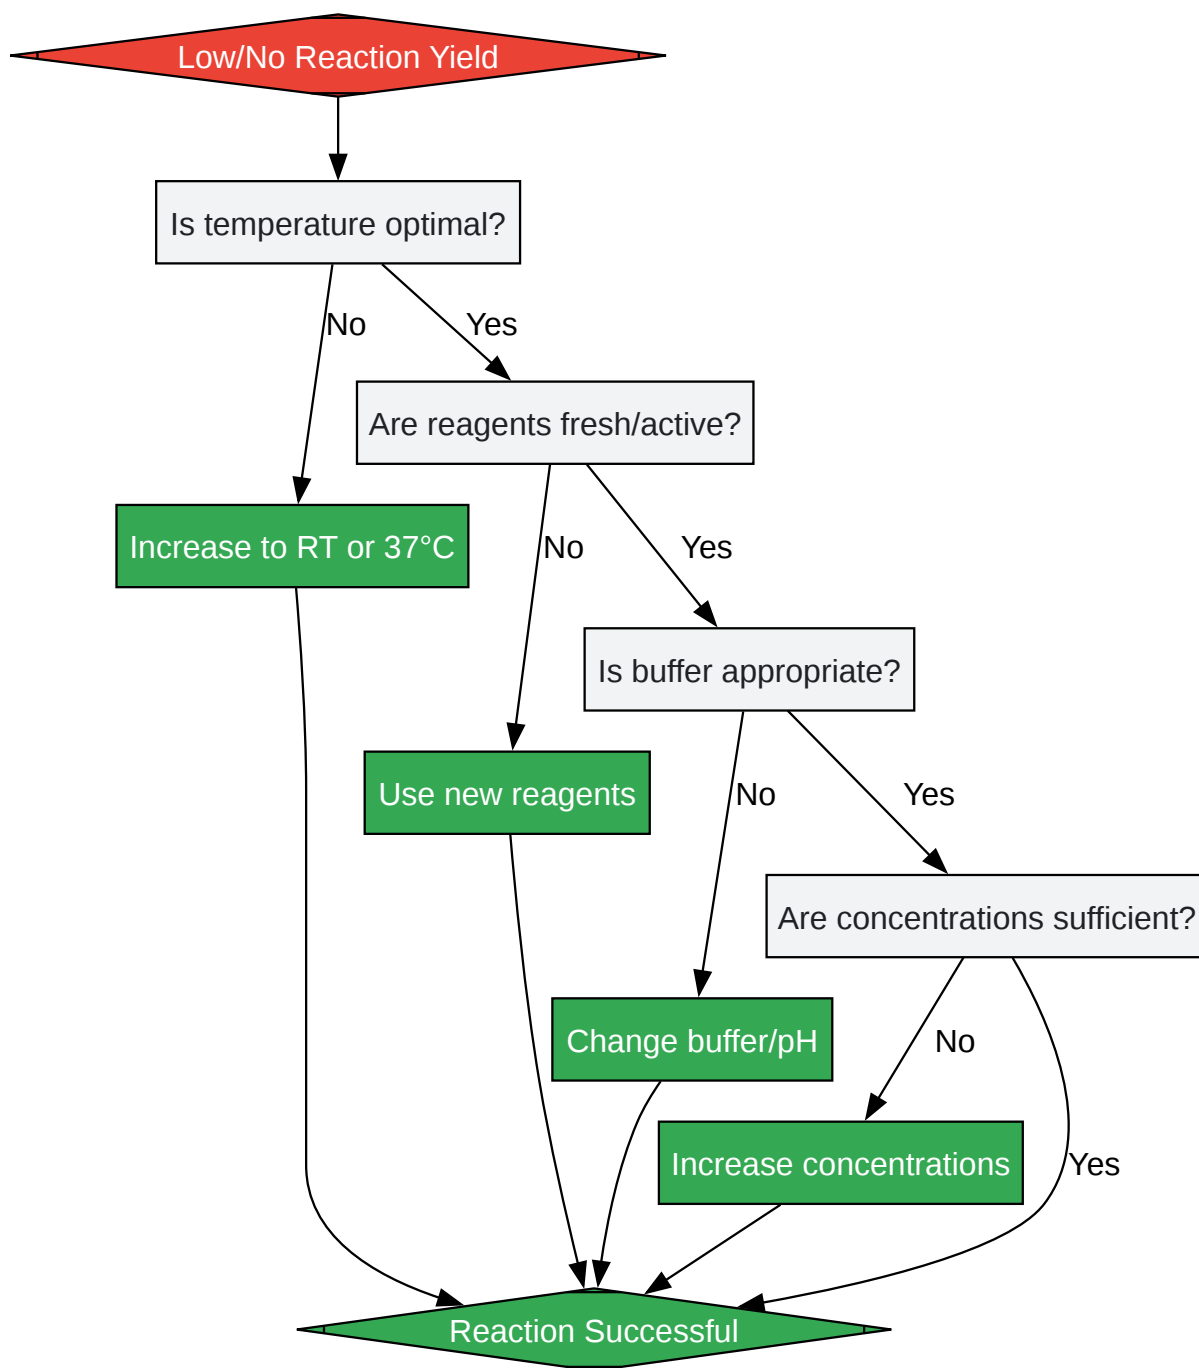 Low/No Reaction Yield
Is temperature optimal?
No
Yes
Are reagents fresh/active?
Increase to RT or 37°C
No
Yes
Is buffer appropriate?
Use new reagents
No
Yes
Are concentrations sufficient?
Change buffer/pH
No
Increase concentrations
Yes
Reaction Successful